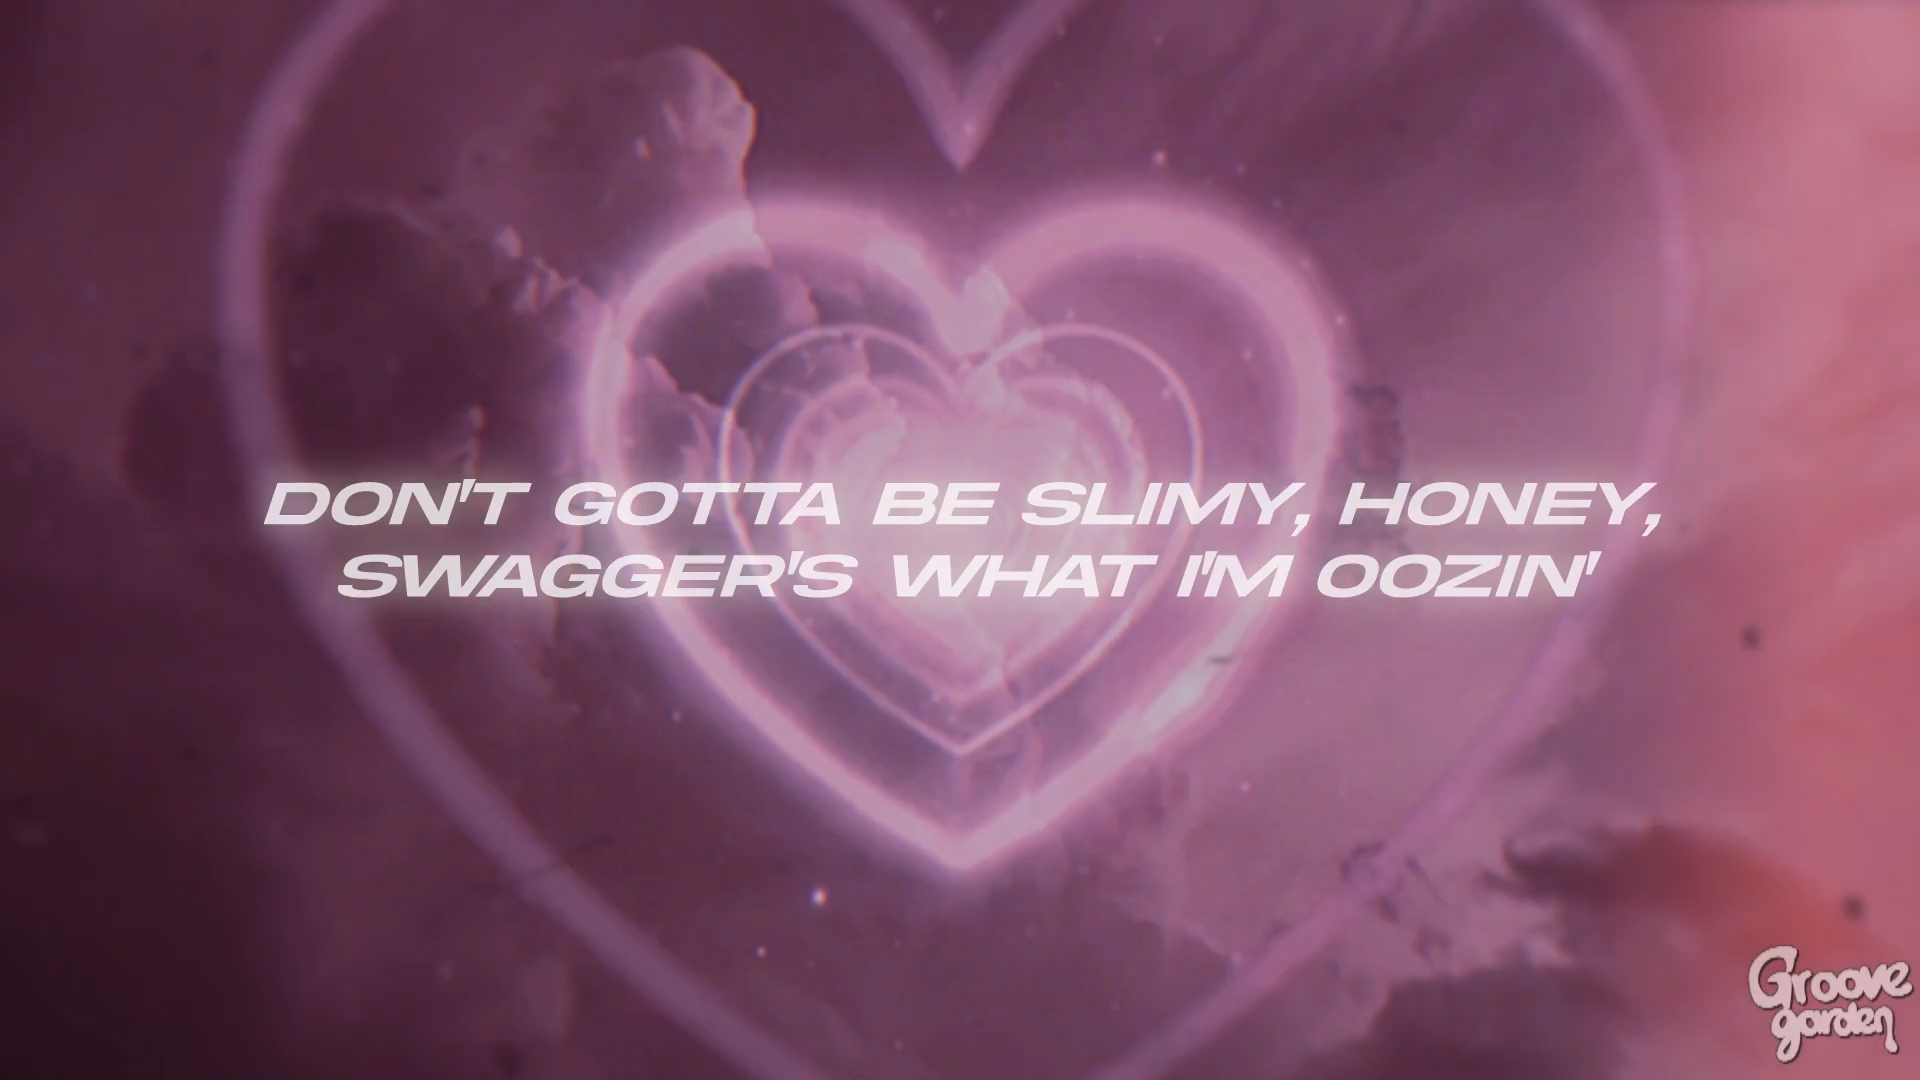 DON'T GOTTA BE SLIMY, HONEY,
SWAGGER'S WHAT I'M OOZIN'
Groove
garden